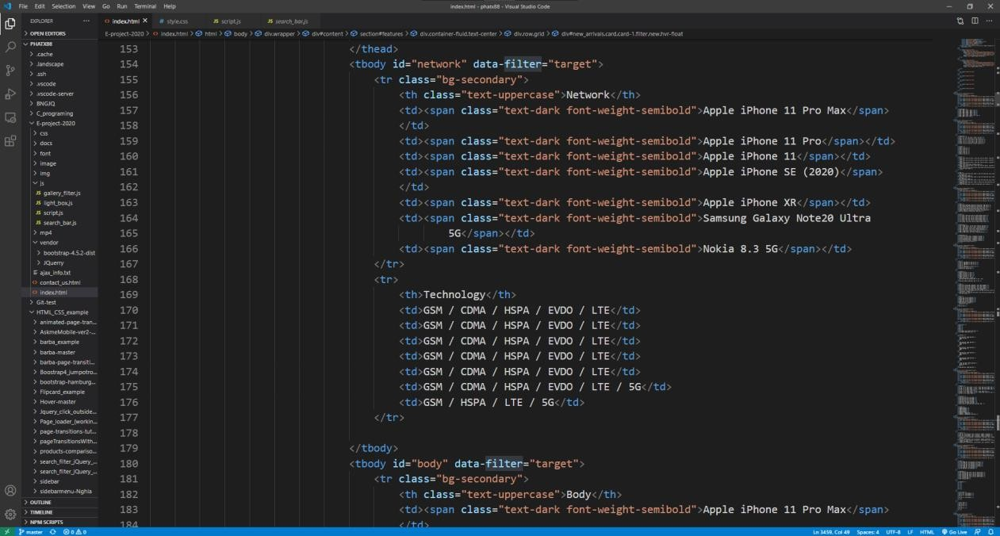 File Edit Selection View Go Run Terminal Help
index.html - phatx88 - Visual Studio Code
EXPLORER
index.html
# style.css
JS script.js
JS search_bar.js
E-project-2020 > index.html > html > body > div.wrapper > div#content > section#features > div.container-fluid.text-center > div.row.grid > div#new_arrivals.card.card-1.filter.new.hvr-float
OPEN EDITORS
PHATX88
.cache
.landscape
.ssh
.vscode
.vscode-server
BNGJQ
C_programing
E-project-2020
css
docs
font
image
img
js
JS gallery_filter.js
JS light_box.js
JS script.js
JS search_bar.js
mp4
vendor
bootstrap-4.5.2-dist
JQuerry
ajax_info.txt
contact_us.html
index.html
Git-test
HTML_CSS_example
animated-page-tran...
AskmeMobile-ver2-...
barba_example
barba-master
barba-page-transiti...
Boostrap4_jumpotro...
bootstrap-hamburg...
Flipcard_example
Hover-master
Jquery_click_outside...
Page_loader_(workin...
page-transitions-tut...
pageTransitionsWith...
products-compariso...
search_filter_jQuery_...
search_filter_jQuery_...
sidebar
sidebarmenu-Nghia
OUTLINE
TIMELINE
NPM SCRIPTS
153 </thead>
154 <tbody id="network" data-filter="target">
155 <tr class="bg-secondary">
156 <th class="text-uppercase">Network</th>
157 <td><span class="text-dark font-weight-semibold">Apple iPhone 11 Pro Max</span>
158 </td>
159 <td><span class="text-dark font-weight-semibold">Apple iPhone 11 Pro</span></td>
160 <td><span class="text-dark font-weight-semibold">Apple iPhone 11</span></td>
161 <td><span class="text-dark font-weight-semibold">Apple iPhone SE (2020)</span>
162 </td>
163 <td><span class="text-dark font-weight-semibold">Apple iPhone XR</span></td>
164 <td><span class="text-dark font-weight-semibold">Samsung Galaxy Note20 Ultra
165 5G</span></td>
166 <td><span class="text-dark font-weight-semibold">Nokia 8.3 5G</span></td>
167 </tr>
168 <tr>
169 <th>Technology</th>
170 <td>GSM / CDMA / HSPA / EVDO / LTE</td>
171 <td>GSM / CDMA / HSPA / EVDO / LTE</td>
172 <td>GSM / CDMA / HSPA / EVDO / LTE</td>
173 <td>GSM / CDMA / HSPA / EVDO / LTE</td>
174 <td>GSM / CDMA / HSPA / EVDO / LTE</td>
175 <td>GSM / CDMA / HSPA / EVDO / LTE / 5G</td>
176 <td>GSM / HSPA / LTE / 5G</td>
177 </tr>
178
179 </tbody>
180 <tbody id="body" data-filter="target">
181 <tr class="bg-secondary">
182 <th class="text-uppercase">Body</th>
183 <td><span class="text-dark font-weight-semibold">Apple iPhone 11 Pro Max</span>
184 </td>
master 0 0
Ln 3459, Col 49 Spaces: 4 UTF-8 LF HTML Go Live